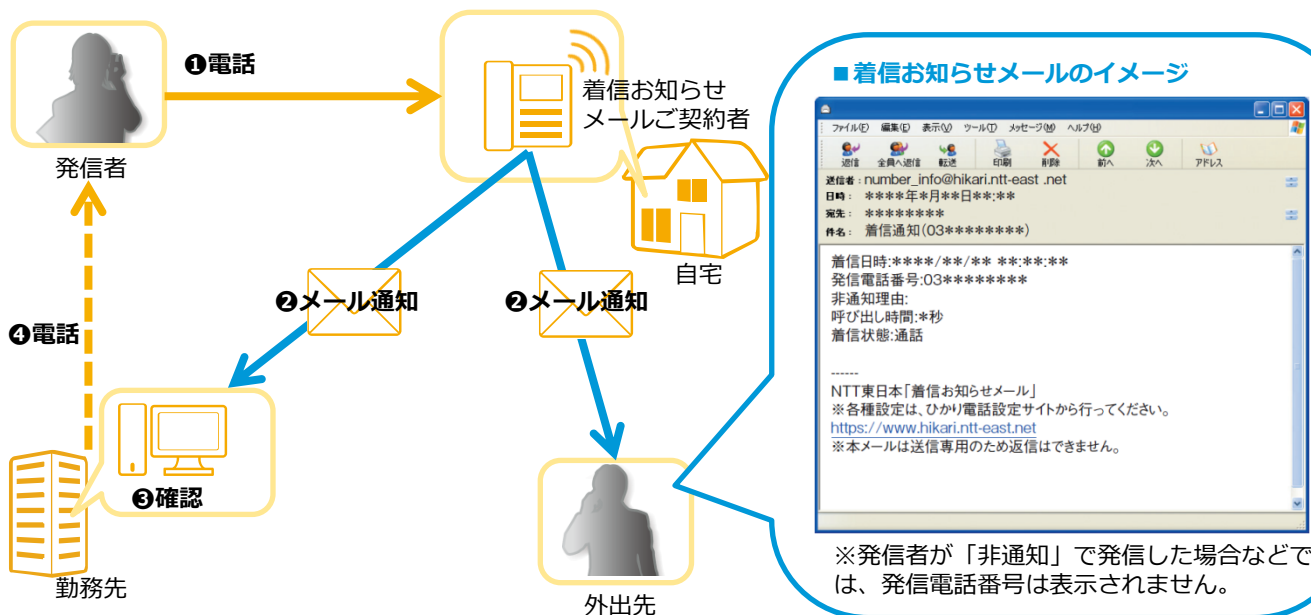 ❶電話
発信者
着信お知らせ
メールご契約者
自宅
❷メール通知
❷メール通知
❹電話
❸確認
勤務先
外出先
■着信お知らせメールのイメージ
ファイル(F) 編集(E) 表示(V) ツール(T) メッセージ(M) ヘルプ(H)
返信 全員へ返信 転送 印刷 削除 前へ 次へ アドレス
送信者：number_info@hikari.ntt-east .net
日時： ****年*月**日**:**
宛先： ********
件名： 着信通知(03********)
着信日時:****/**/** **:**:**
発信電話番号:03********
非通知理由:
呼び出し時間:*秒
着信状態:通話
------
NTT東日本「着信お知らせメール」
※各種設定は、ひかり電話設定サイトから行ってください。
https://www.hikari.ntt-east.net
※本メールは送信専用のため返信はできません。
※発信者が「非通知」で発信した場合などで
は、発信電話番号は表示されません。